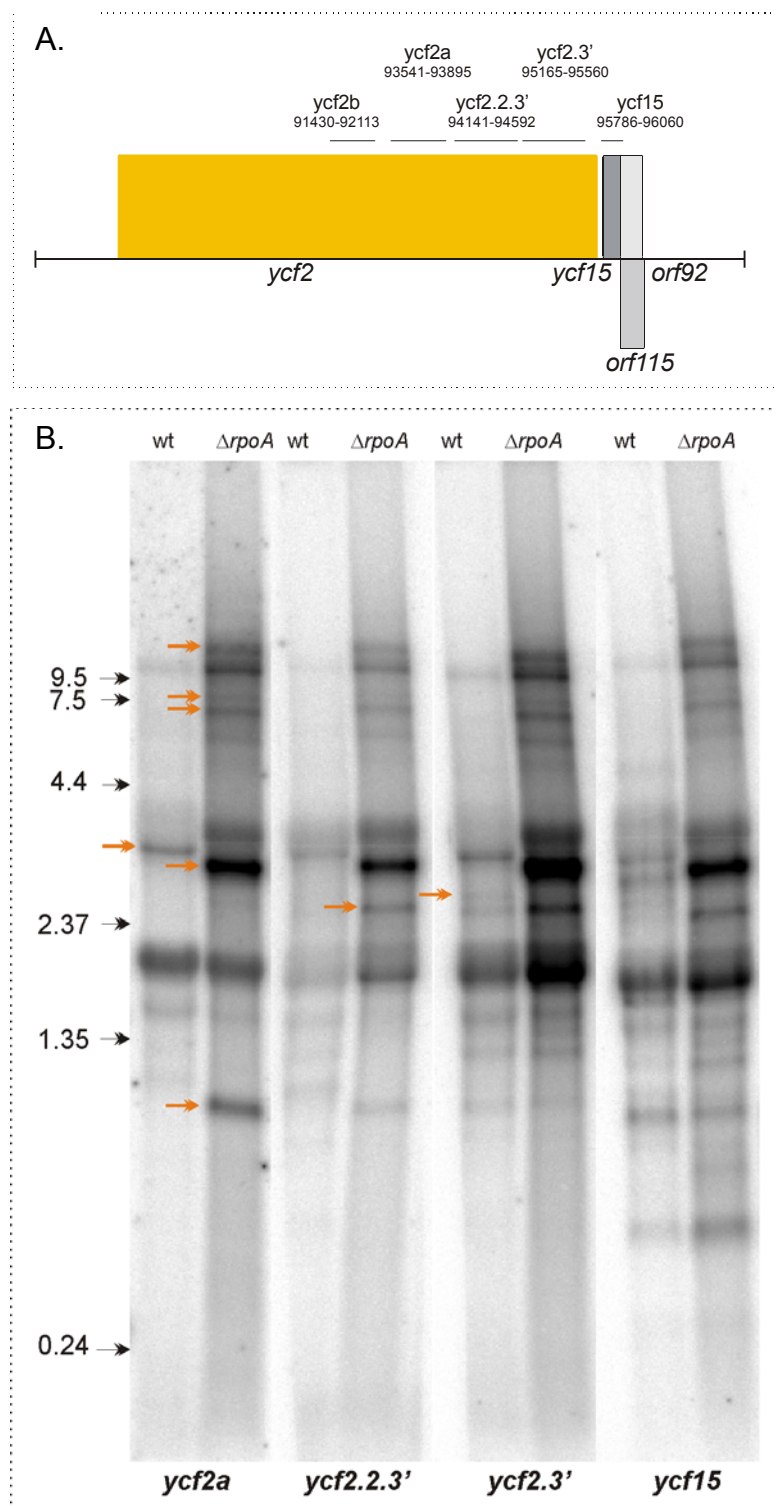 A.
ycf2a
93541-93895
ycf2.3'
95165-95560
ycf2b
91430-92113
ycf2.2.3'
94141-94592
ycf15
95786-96060
ycf2
ycf15
orf92
orf115
B.
wt ΔrpoA wt ΔrpoA wt ΔrpoA wt ΔrpoA
9.5
7.5
4.4
2.37
1.35
0.24
ycf2a ycf2.2.3' ycf2.3' ycf15